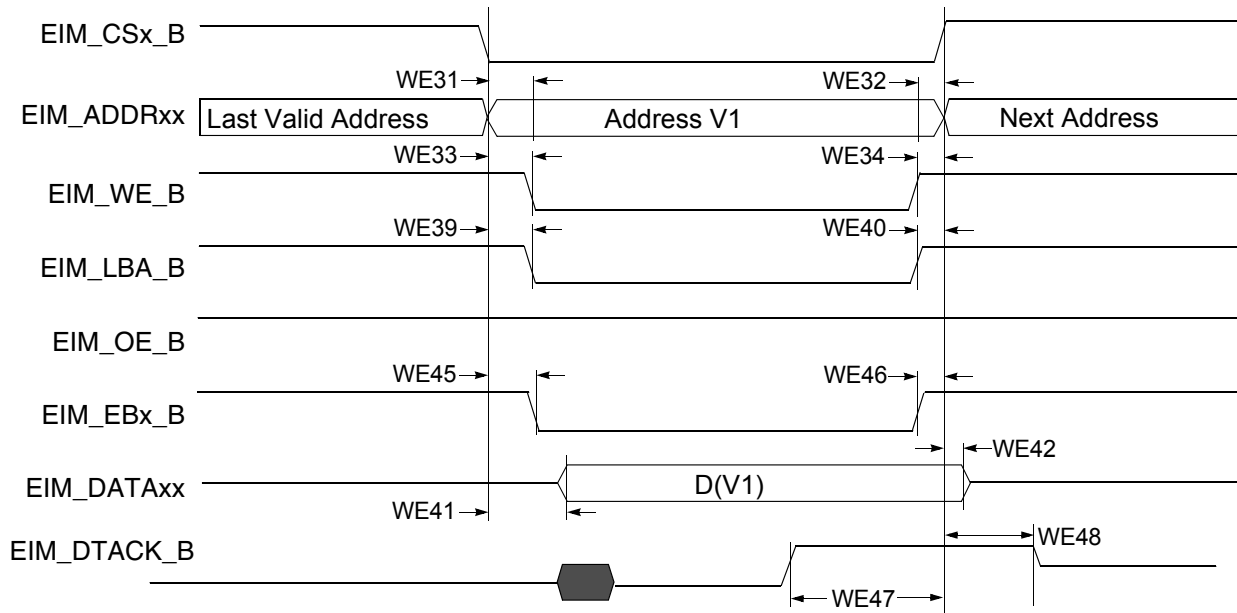 EIM_CSx_B
WE31
WE32
EIM_ADDRxx
Last Valid Address
Address V1
Next Address
WE33
WE34
EIM_WE_B
WE39
WE40
EIM_LBA_B
EIM_OE_B
WE45
WE46
EIM_EBx_B
WE42
EIM_DATAxx
D(V1)
WE41
EIM_DTACK_B
WE48
WE47